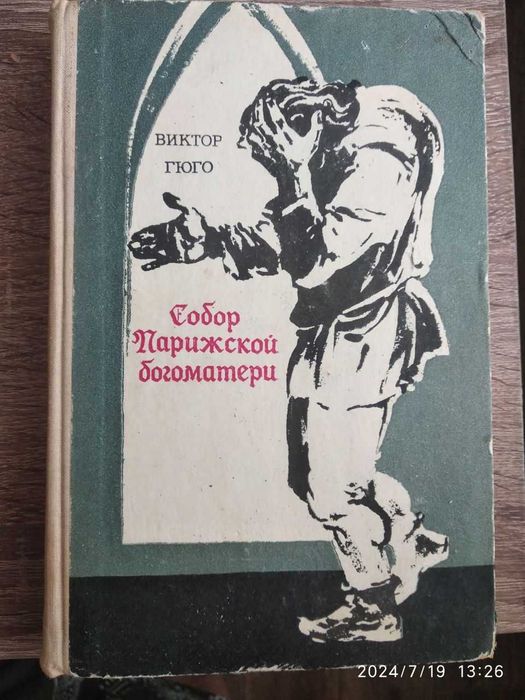 ВИКТОР
ГЮГО
Собор
Парижской
богоматери
2024/7/19 13:26